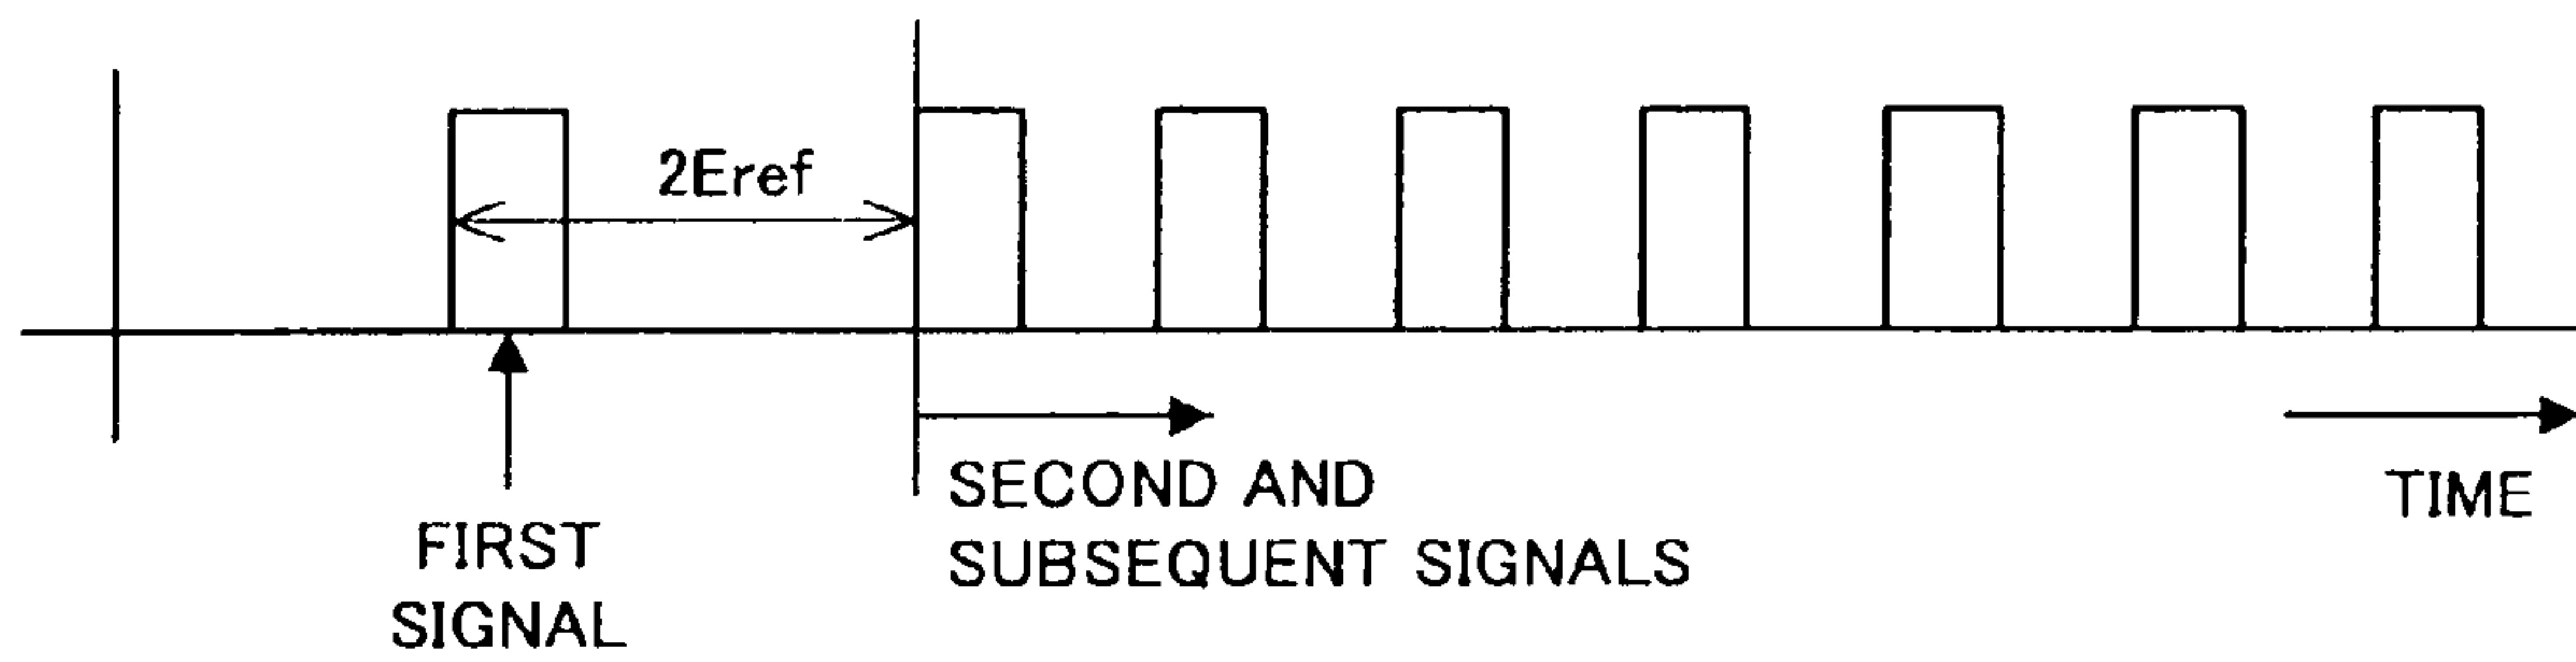 2Eref
FIRST
SIGNAL
SECOND AND
SUBSEQUENT SIGNALS
TIME